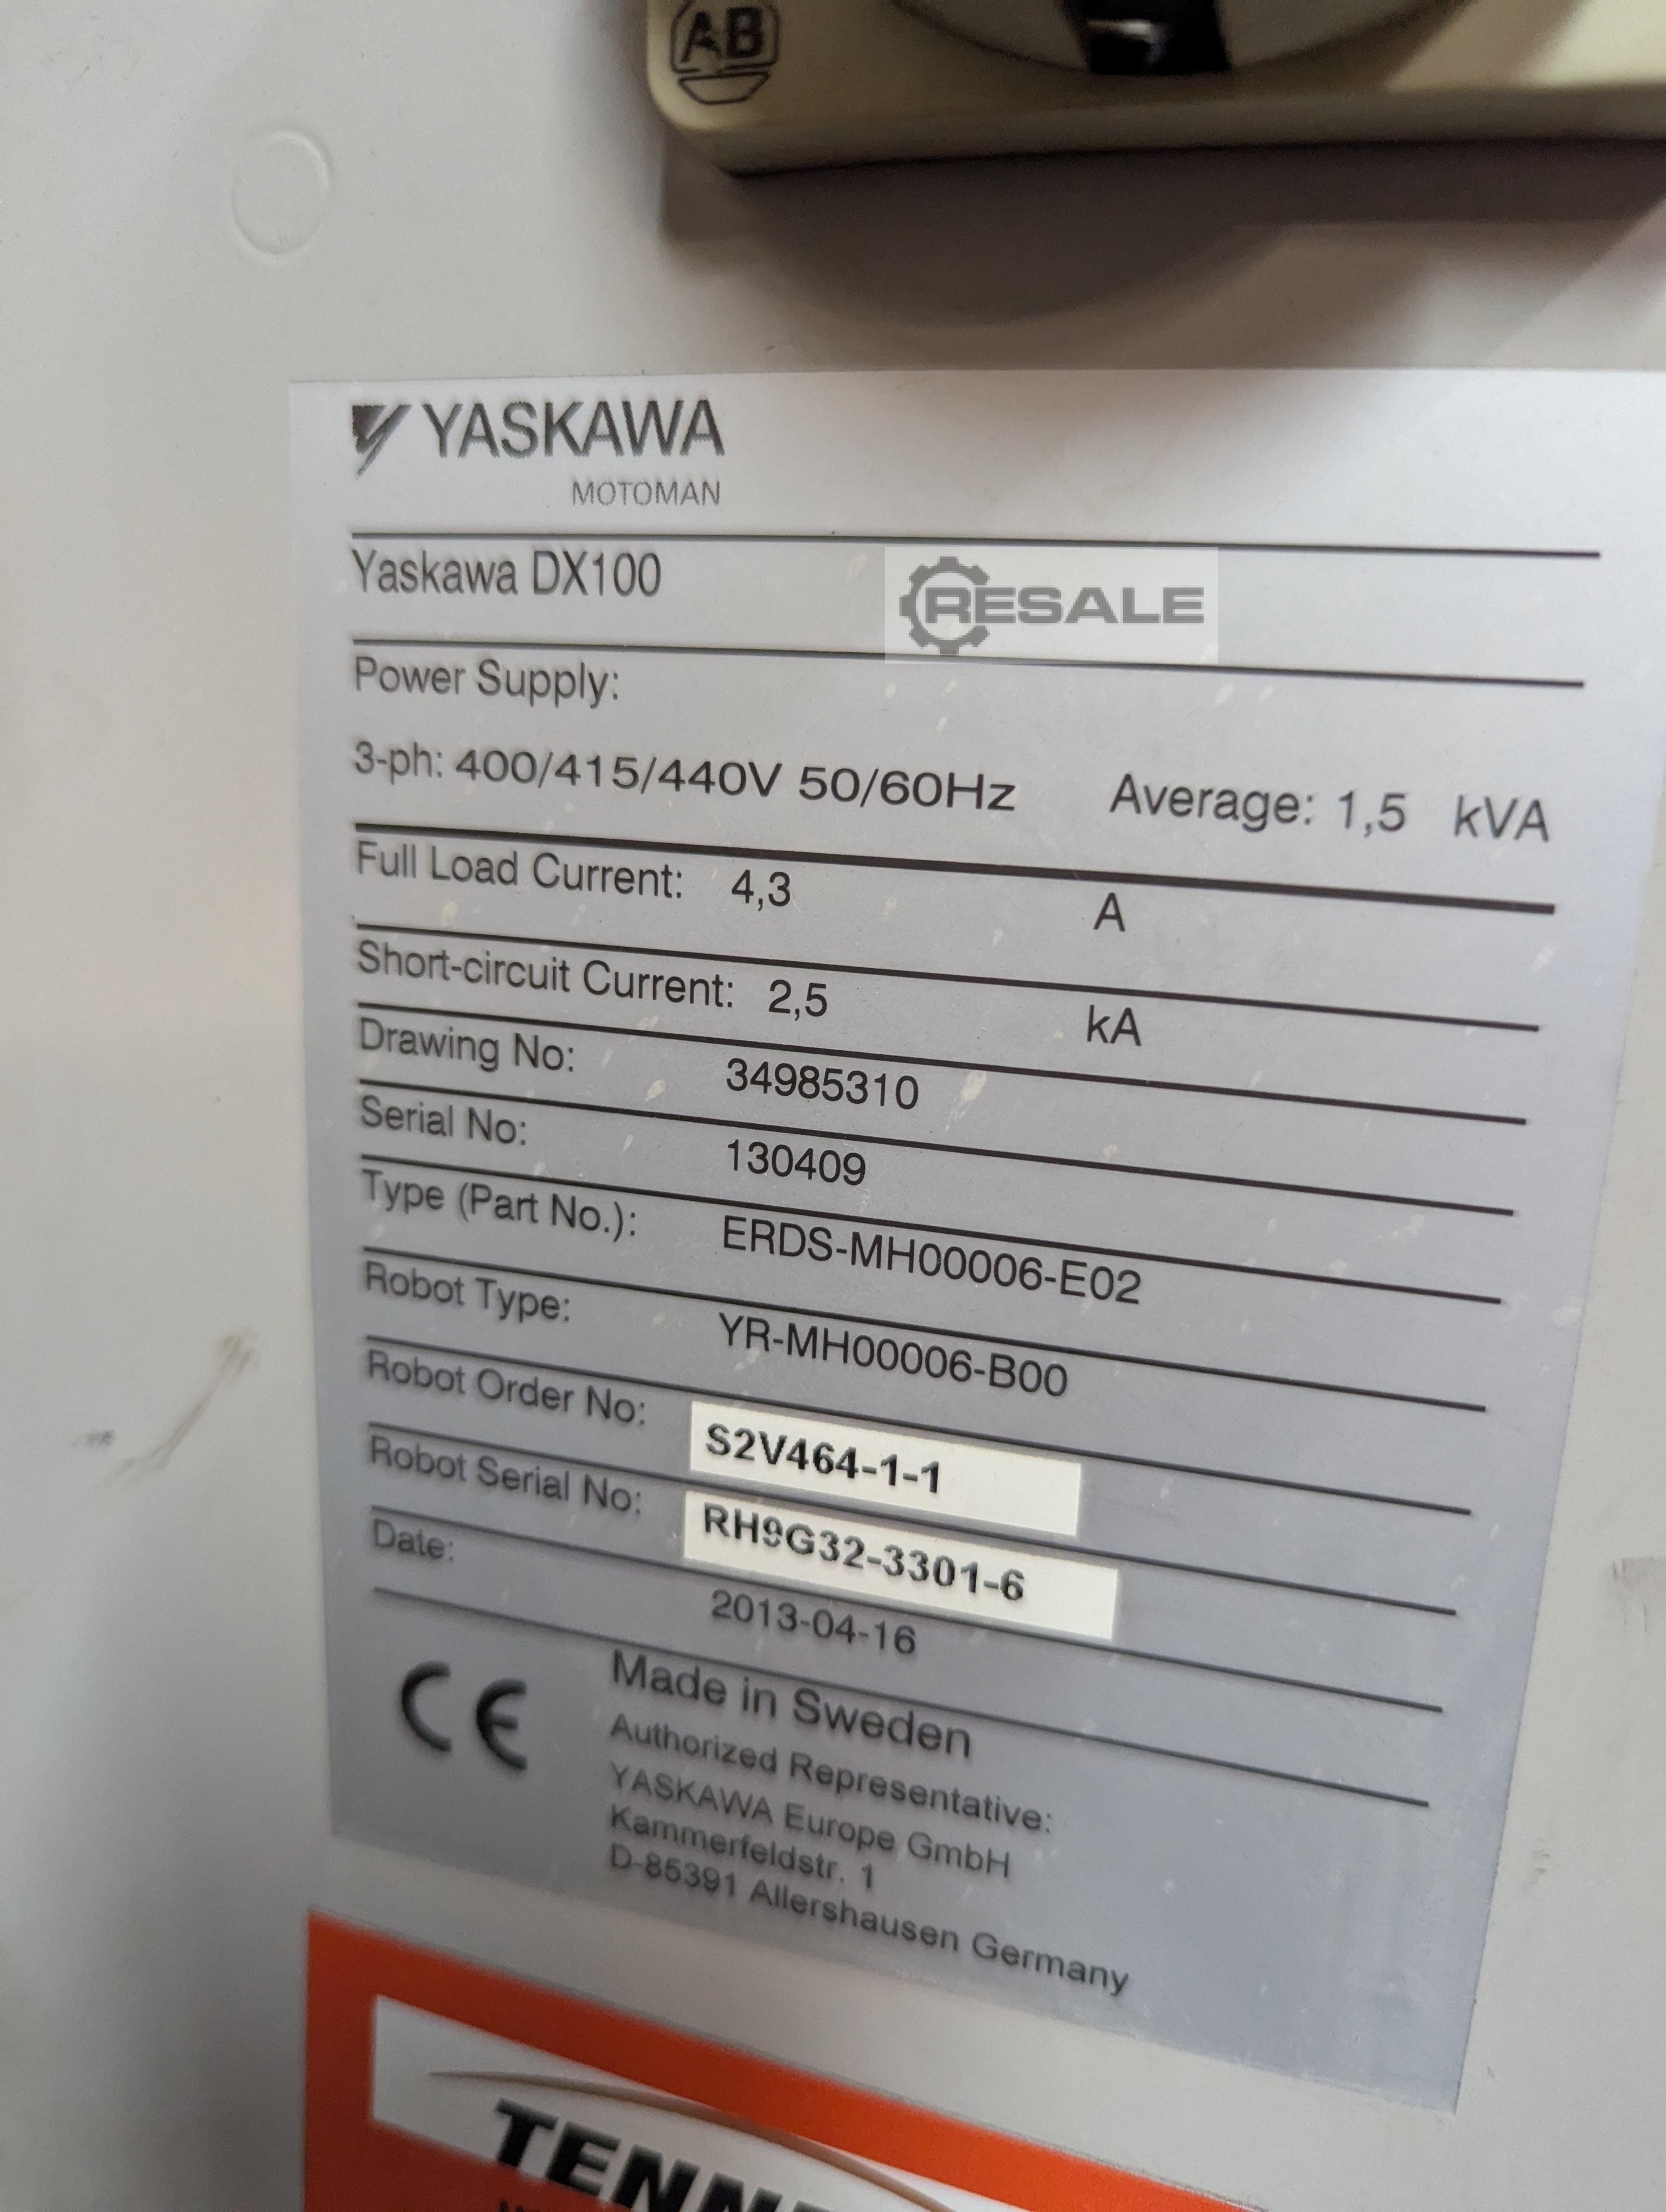 AB
YASKAWA
MOTOMAN
Yaskawa DX100
RESALE
Power Supply:
3-ph: 400/415/440V 50/60Hz Average: 1,5 kVA
Full Load Current: 4,3 A
Short-circuit Current: 2,5 kA
Drawing No: 34985310
Serial No: 130409
Type (Part No.): ERDS-MH00006-E02
Robot Type: YR-MH00006-B00
Robot Order No: S2V464-1-1
Robot Serial No: RH9G32-3301-6
Date: 2013-04-16
CE
Made in Sweden
Authorized Representative:
YASKAWA Europe GmbH
Kammerfeldstr. 1
D-85391 Allershausen Germany